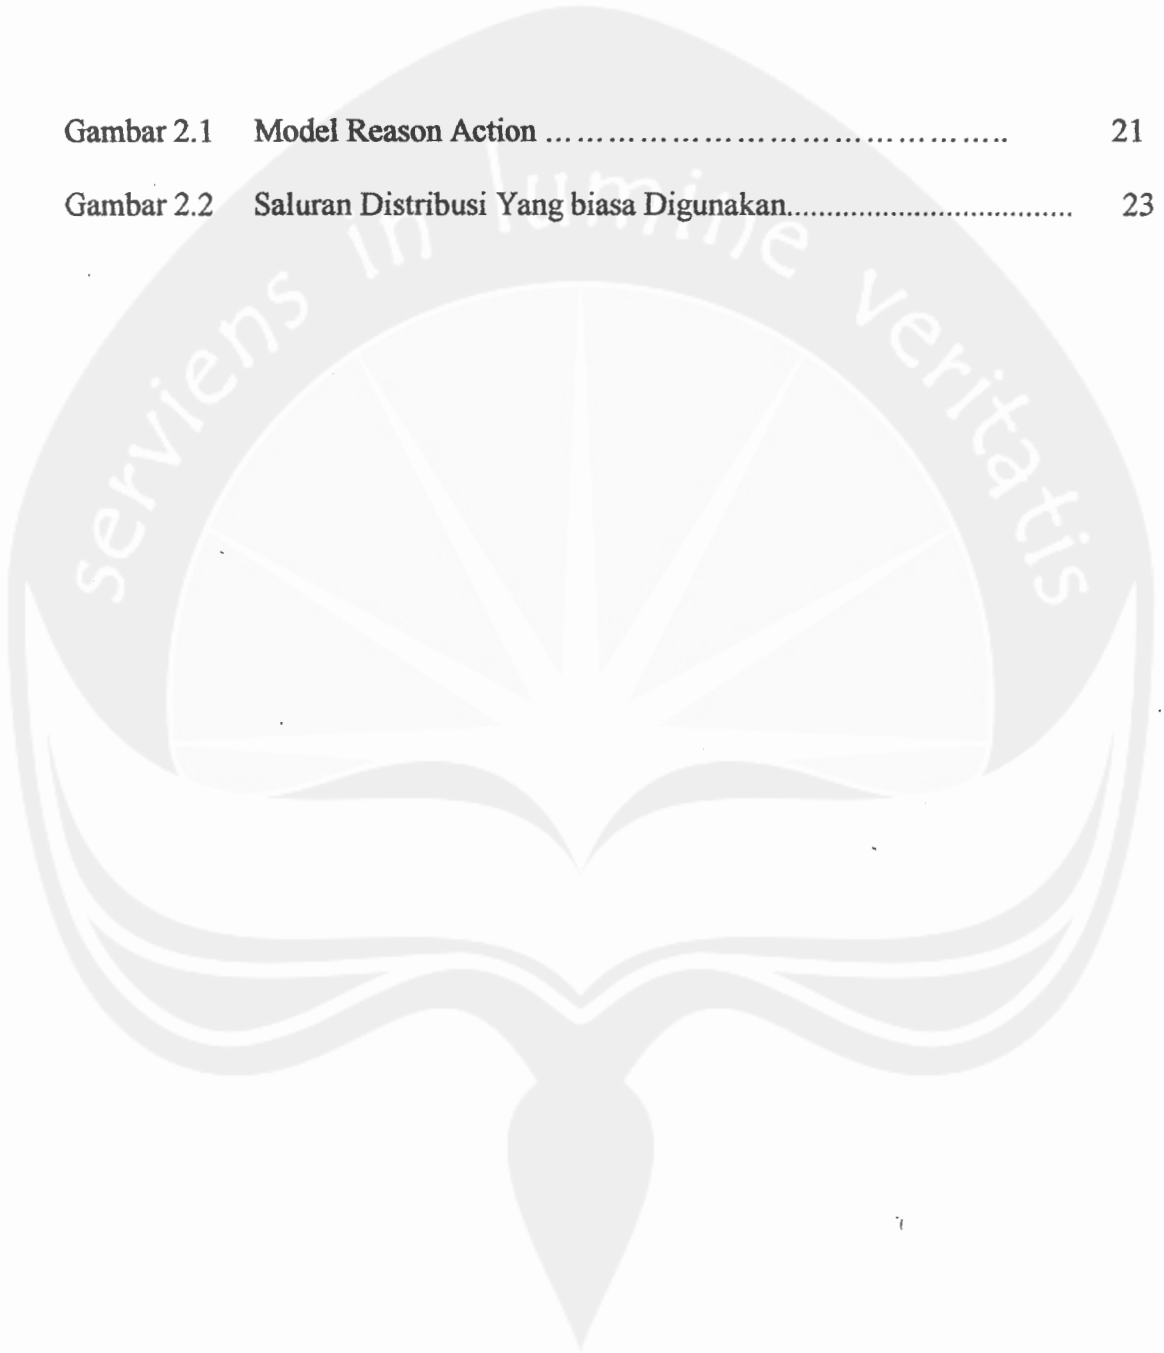 Gambar 2.1 Model Reason Action ………………………………………….. 21
Gambar 2.2 Saluran Distribusi Yang biasa Digunakan.................................. 23
serviens in lumine veritatis